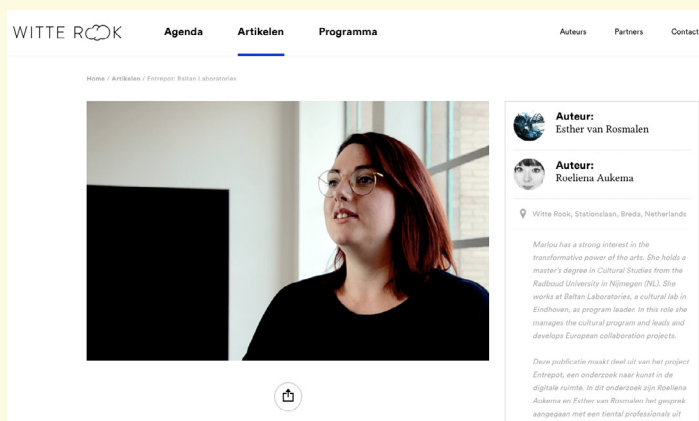 WITTE ROOK
Agenda
Artikelen
Programma
Auteurs
Partners
Contact
Home / Artikelen / Entrepot: Baltan Laboratories
Auteur:
Esther van Rosmalen
Auteur:
Roeliena Aukema
Witte Rook, Stationslaan, Breda, Netherlands
Marlou has a strong interest in the
transformative power of the arts. She holds a
master's degree in Cultural Studies from the
Radboud University in Nijmegen (NL). She
works at Baltan Laboratories, a cultural lab in
Eindhoven, as program leader. In this role she
manages the cultural program and leads and
develops European collaboration projects.
Deze publicatie maakt deel uit van het project
Entrepot, een onderzoek naar kunst in de
digitale ruimte. In dit onderzoek zijn Roeliena
Aukema en Esther van Rosmalen het gesprek
aangegaan met een tiental professionals uit